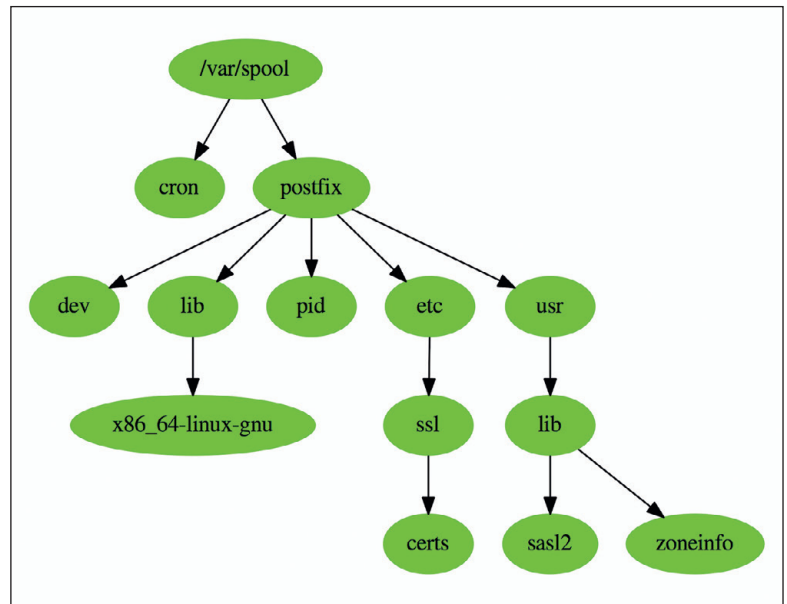 /var/spool
cron
postfix
dev
lib
pid
etc
usr
x86_64-linux-gnu
ssl
lib
certs
sasl2
zoneinfo